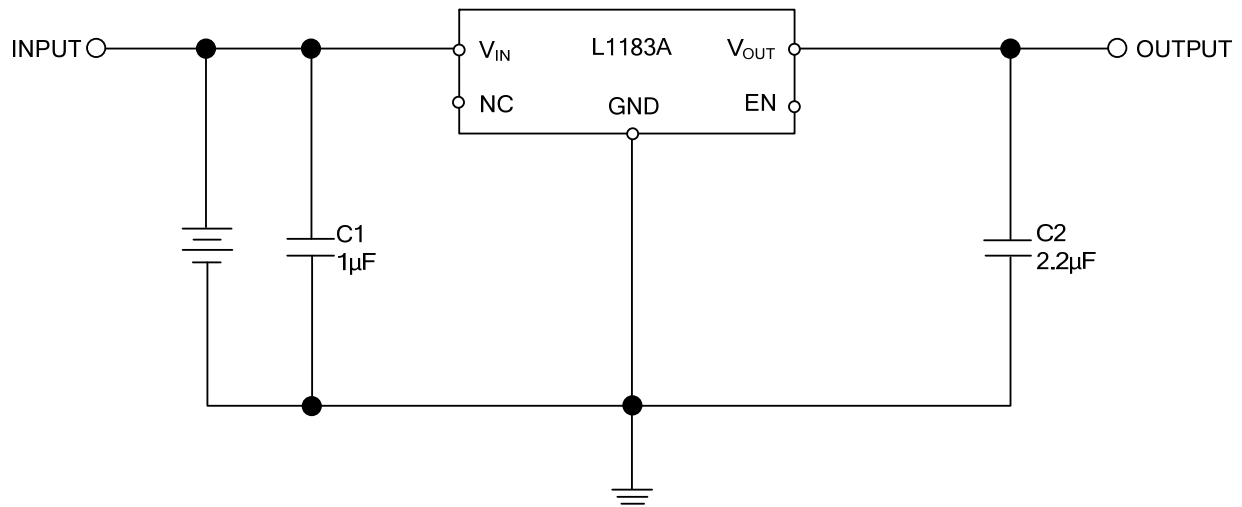 INPUT
V_IN
L1183A
V_OUT
OUTPUT
NC
GND
EN
C1
1µF
C2
2.2µF